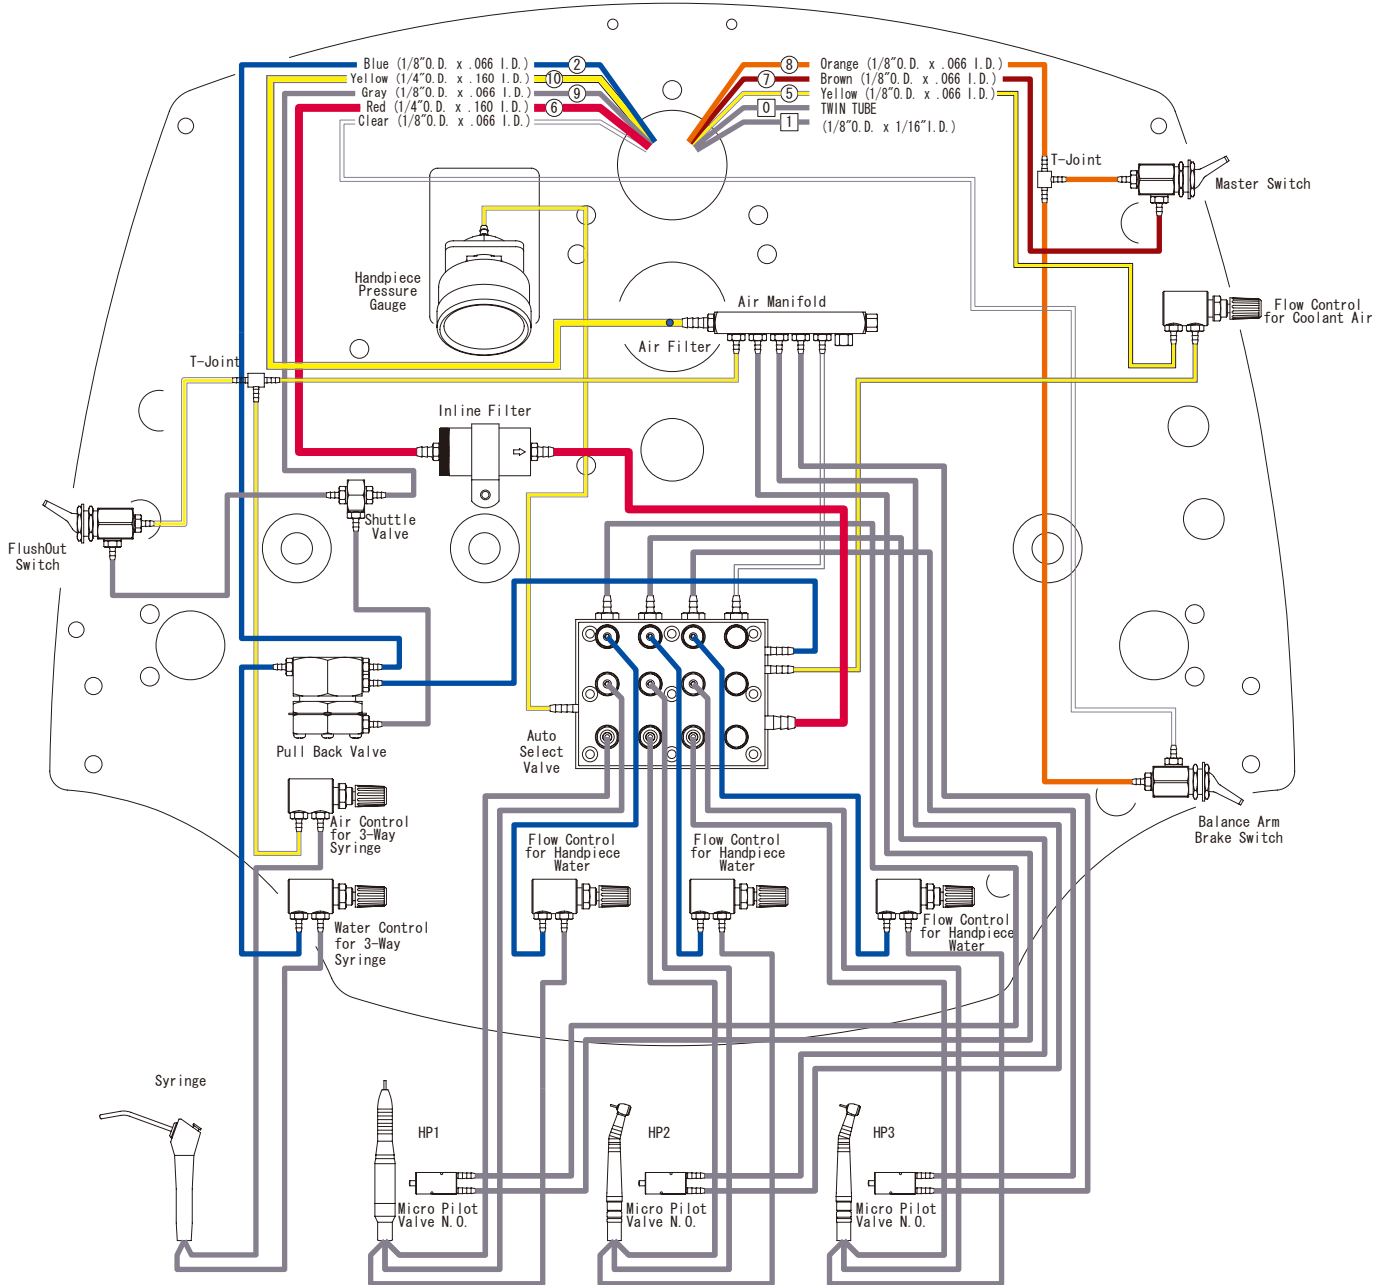 Blue (1/8"O.D. x .066 I.D.) 2
Yellow (1/4"O.D. x .160 I.D.) 10
Gray (1/8"O.D. x .066 I.D.) 9
Red (1/4"O.D. x .160 I.D.) 6
Clear (1/8"O.D. x .066 I.D.)
8 Orange (1/8"O.D. x .066 I.D.)
7 Brown (1/8"O.D. x .066 I.D.)
5 Yellow (1/8"O.D. x .066 I.D.)
0 TWIN TUBE
1 (1/8"O.D. x 1/16"I.D.)
T-Joint
Master Switch
Handpiece
Pressure
Gauge
Air Manifold
Flow Control
for Coolant Air
Air Filter
T-Joint
Inline Filter
Shuttle
Valve
FlushOut
Switch
Pull Back Valve
Auto
Select
Valve
Air Control
for 3-Way
Syringe
Flow Control
for Handpiece
Water
Flow Control
for Handpiece
Water
Balance Arm
Brake Switch
Water Control
for 3-Way
Syringe
Flow Control
for Handpiece
Water
Syringe
HP1
HP2
HP3
Micro Pilot
Valve N.O.
Micro Pilot
Valve N.O.
Micro Pilot
Valve N.O.